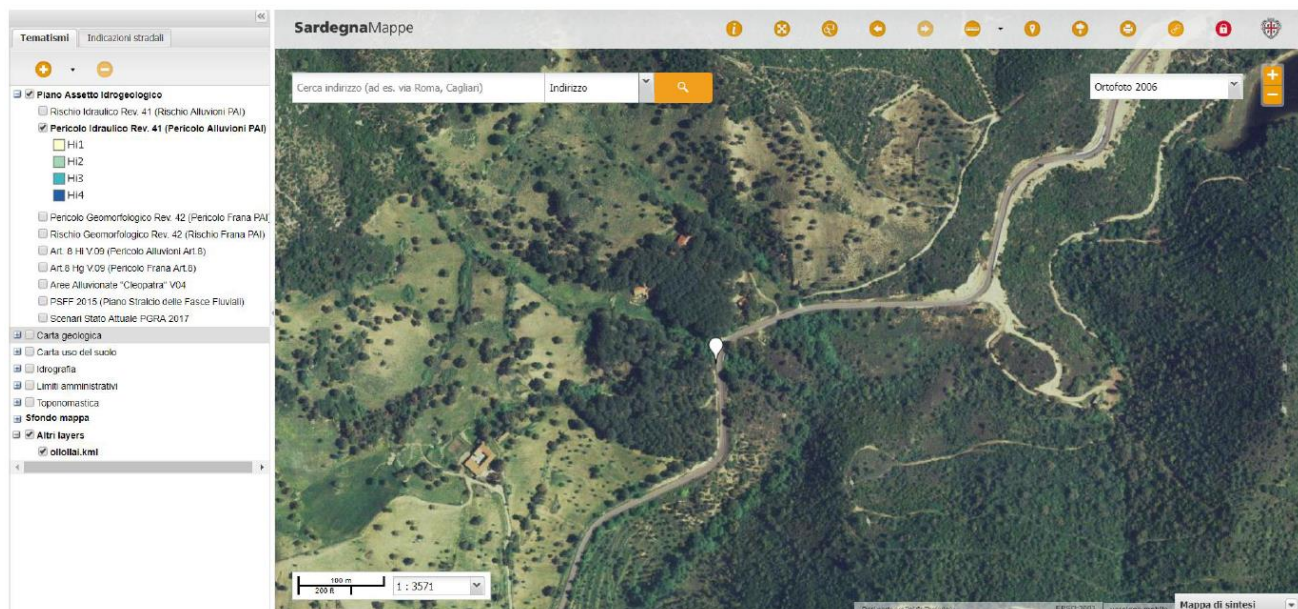 SardegnaMappe
Tematismi
Indicazioni stradali
Piano Assetto Idrogeologico
Rischio Idraulico Rev. 41 (Rischio Alluvioni PAI)
Pericolo Idraulico Rev. 41 (Pericolo Alluvioni PAI)
Hi1
Hi2
Hi3
Hi4
Pericolo Geomorfologico Rev. 42 (Pericolo Frana PAI)
Rischio Geomorfologico Rev. 42 (Rischio Frana PAI)
Art. 8 Hi V.09 (Pericolo Alluvioni Art.8)
Art.8 Hg V.09 (Pericolo Frana Art.8)
Aree Alluvionate "Cleopatra" V04
PSFF 2015 (Piano Stralcio delle Fasce Fluviali)
Scenari Stato Attuale PGRA 2017
Carta geologica
Carta uso del suolo
Idrografia
Limiti amministrativi
Toponomastica
Sfondo mappa
Altri layers
ollollai.kml
Cerca indirizzo (ad es. via Roma, Cagliari)
Indirizzo
Ortofoto 2006
100 m
200 ft
1 : 3571
Mappa di sintesi